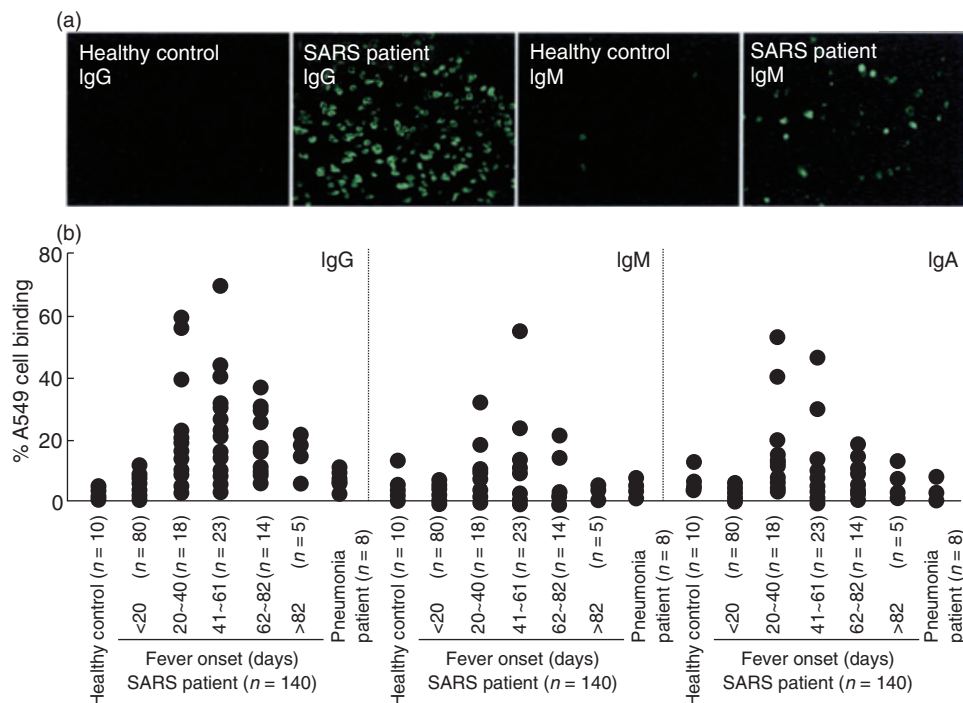 (a)
Healthy control
IgG
SARS patient
IgG
Healthy control
IgM
SARS patient
IgM
(b)
80
60
40
20
0
% A549 cell binding
IgG
IgM
IgA
Healthy control (n = 10)
<20 (n = 80)
20~40 (n = 18)
41~61 (n = 23)
62~82 (n = 14)
>82 (n = 5)
Pneumonia
patient (n = 8)
Fever onset (days)
SARS patient (n = 140)
Healthy control (n = 10)
<20 (n = 80)
20~40 (n = 18)
41~61 (n = 23)
62~82 (n = 14)
>82 (n = 5)
Pneumonia
patient (n = 8)
Fever onset (days)
SARS patient (n = 140)
Healthy control (n = 10)
<20 (n = 80)
20~40 (n = 18)
41~61 (n = 23)
62~82 (n = 14)
>82 (n = 5)
Pneumonia
patient (n = 8)
Fever onset (days)
SARS patient (n = 140)